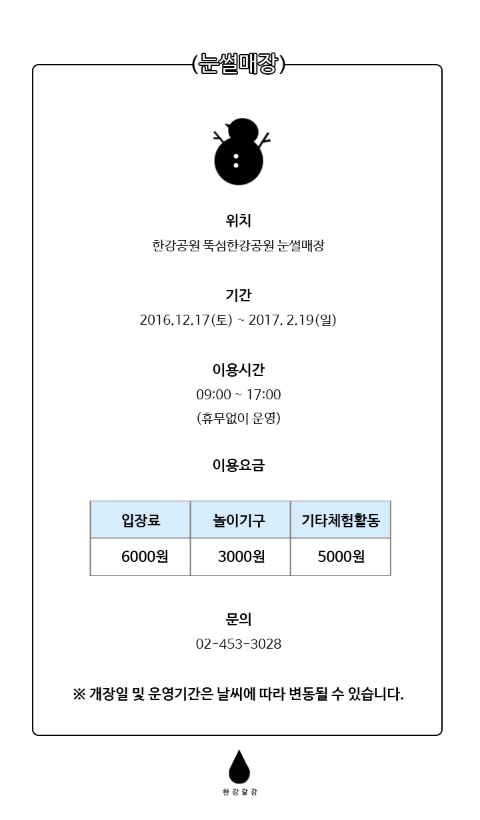 (눈썰매장)
위치
한강공원 뚝섬한강공원 눈썰매장
기간
2016.12.17(토) ~ 2017. 2.19(일)
이용시간
09:00 ~ 17:00
(휴무없이 운영)
이용요금
입장료 놀이기구 기타체험활동
6000원 3000원 5000원
문의
02-453-3028
※ 개장일 및 운영기간은 날씨에 따라 변동될 수 있습니다.
한강갈강